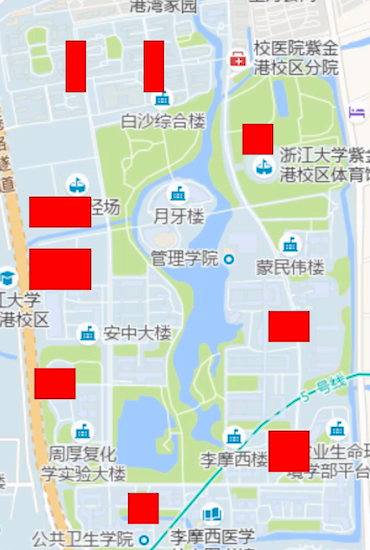 港湾家园
校医院紫金
港校区分院
白沙综合楼
浙江大学紫
港校区体育馆
隧道
径场
月牙楼
管理学院
蒙民伟楼
江大学
港校区
安中大楼
5号线
周厚复化
学实验大楼
李摩西楼
业生命环
境学部平台
公共卫生学院
李摩西医学